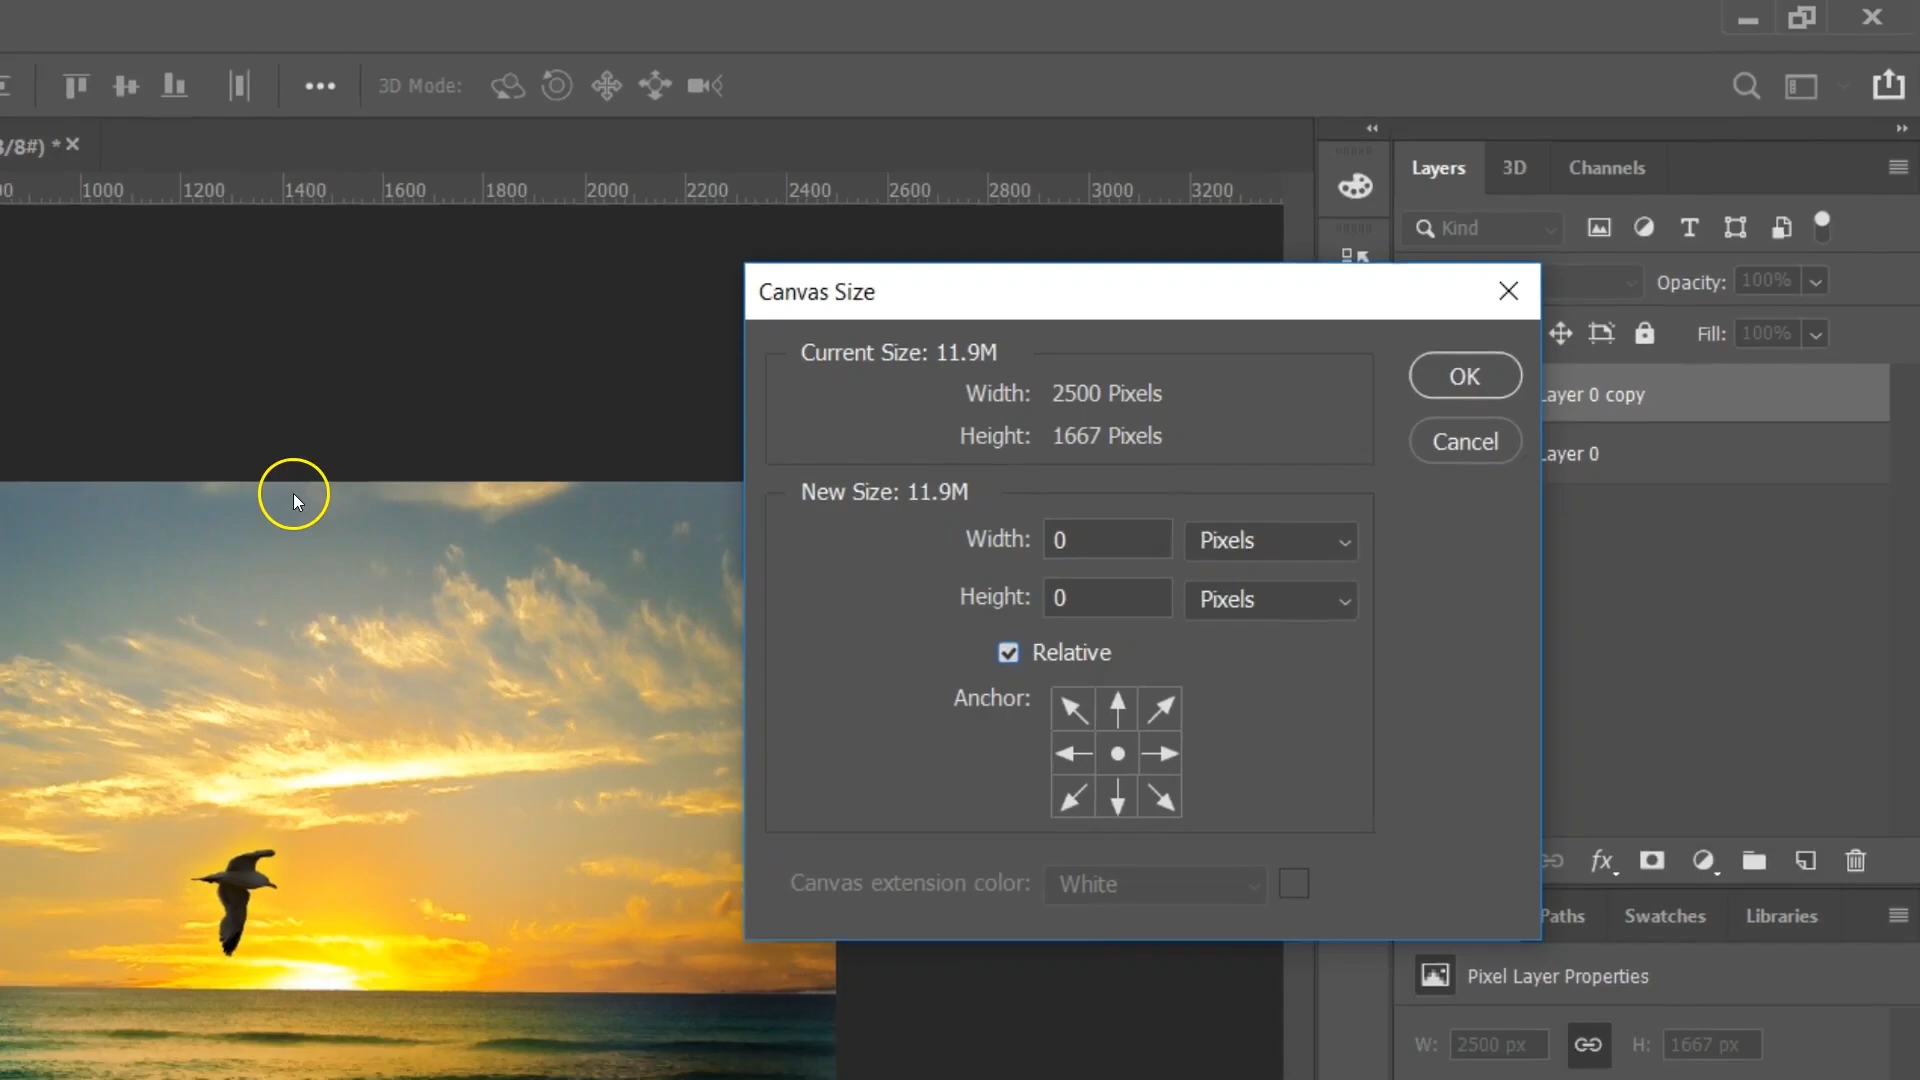 3D Mode:
3/8#) *
1000 1200 1400 1600 1800 2000 2200 2400 2600 2800 3000 3200
Layers 3D Channels
Kind
Opacity: 100%
Fill: 100%
Layer 0 copy
Layer 0
Canvas Size
Current Size: 11.9M
Width: 2500 Pixels
Height: 1667 Pixels
OK
Cancel
New Size: 11.9M
Width: 0 Pixels
Height: 0 Pixels
Relative
Anchor:
Canvas extension color: White
fx
Paths Swatches Libraries
Pixel Layer Properties
W: 2500 px H: 1667 px